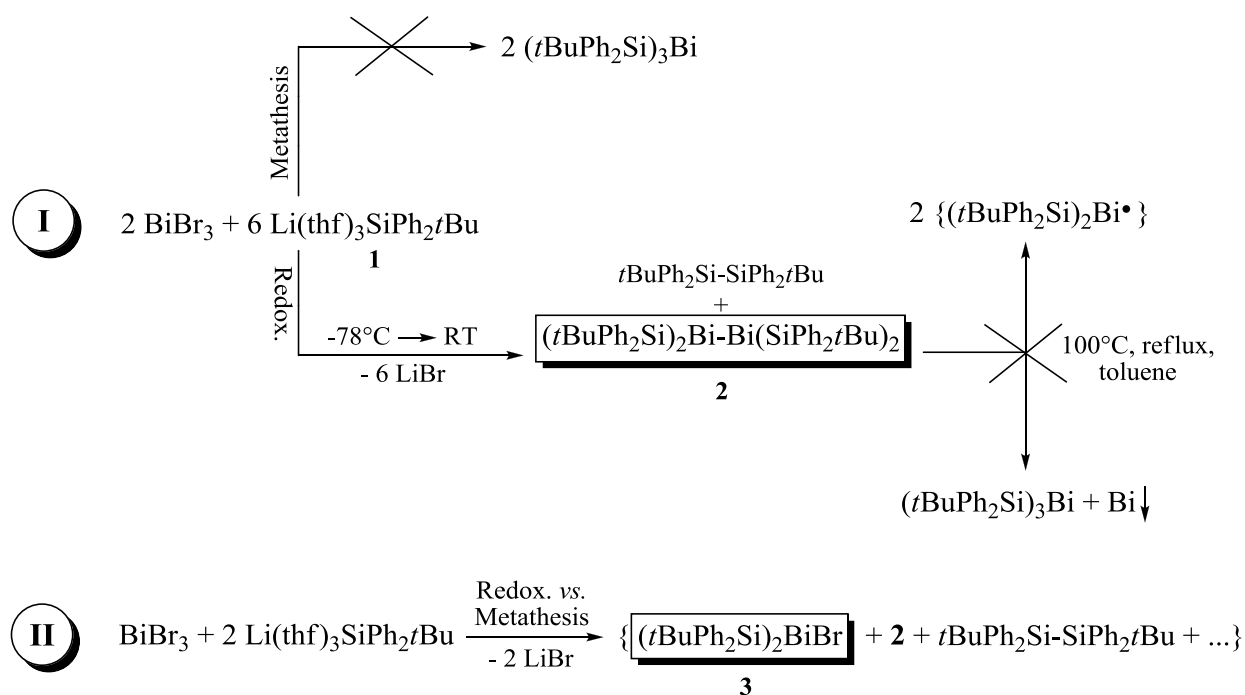 2 (tBuPh₂Si)₃Bi
Metathesis
I
2 BiBr₃ + 6 Li(thf)₃SiPh₂tBu
1
Redox.
-78°C → RT
- 6 LiBr
tBuPh₂Si-SiPh₂tBu
+
(tBuPh₂Si)₂Bi-Bi(SiPh₂tBu)₂
2
2 {(tBuPh₂Si)₂Bi•}
100°C, reflux,
toluene
(tBuPh₂Si)₃Bi + Bi↓
II
BiBr₃ + 2 Li(thf)₃SiPh₂tBu
Redox. vs.
Metathesis
- 2 LiBr
{(tBuPh₂Si)₂BiBr + 2 + tBuPh₂Si-SiPh₂tBu + ...}
3